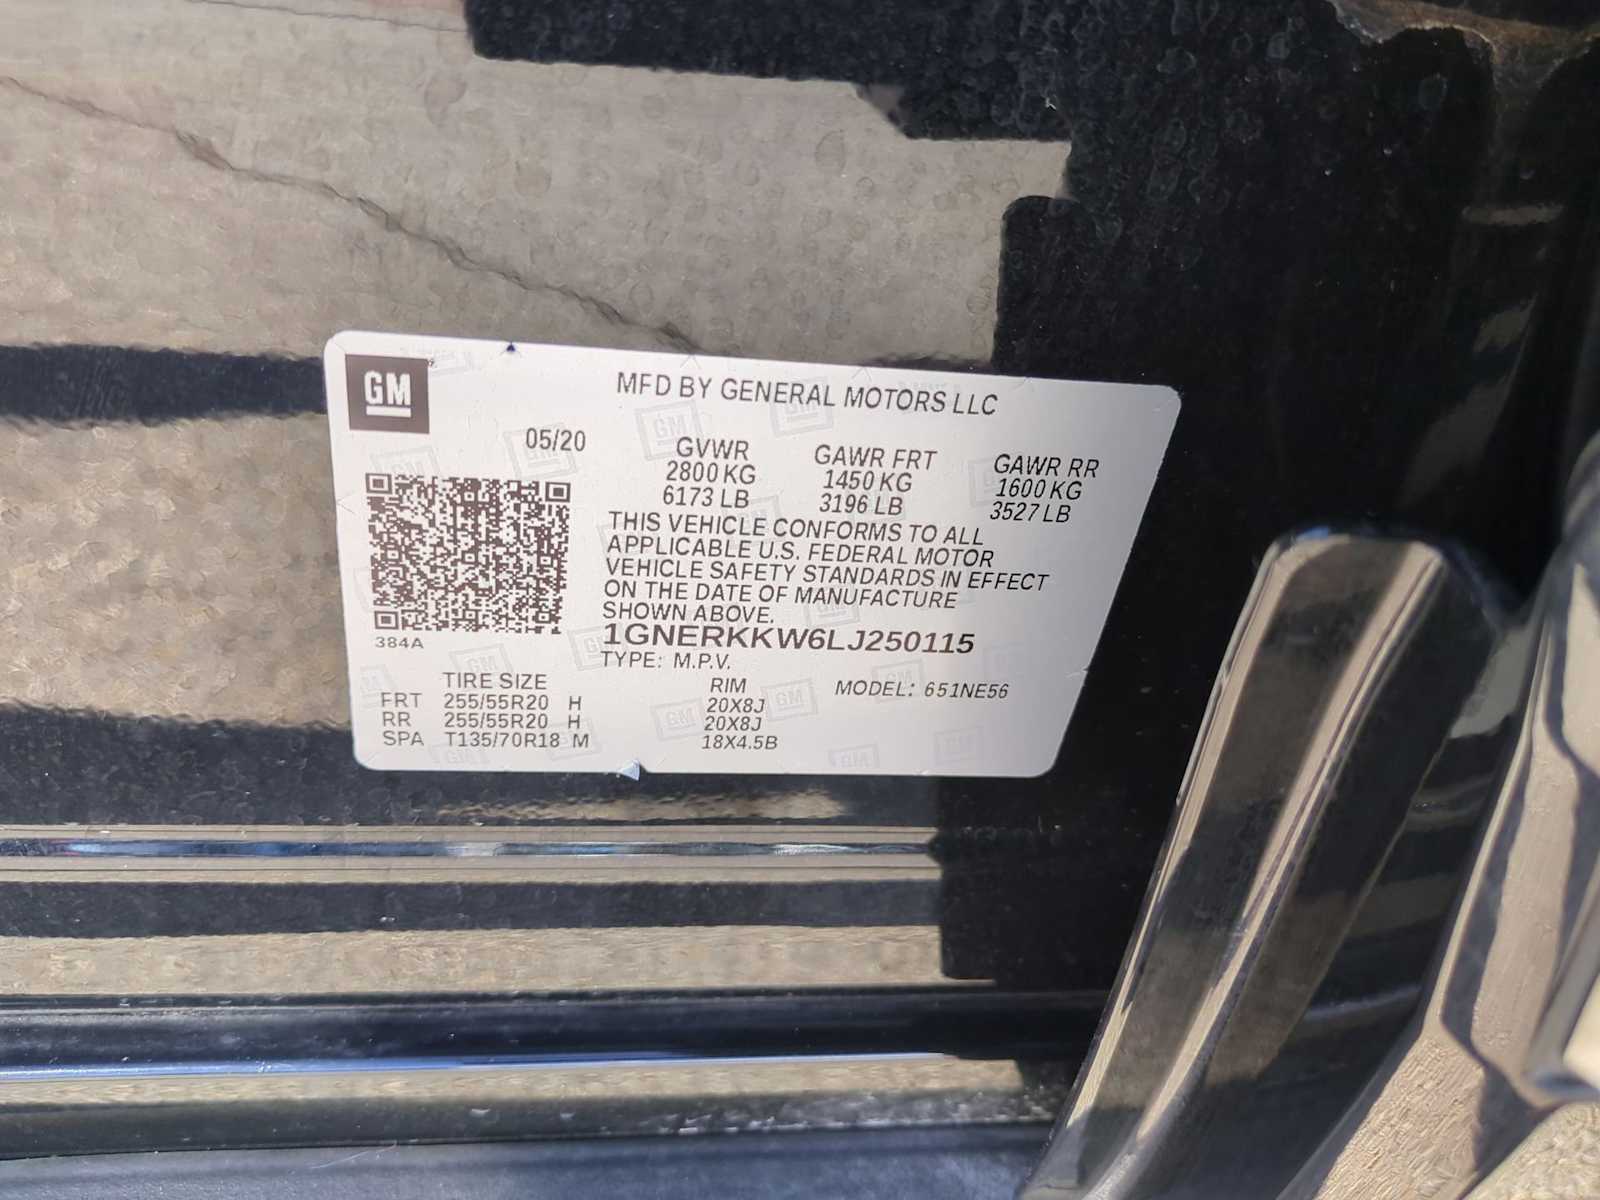 GM
MFD BY GENERAL MOTORS LLC
05/20
GVWR GAWR FRT GAWR RR
2800 KG 1450 KG 1600 KG
6173 LB 3196 LB 3527 LB
THIS VEHICLE CONFORMS TO ALL
APPLICABLE U.S. FEDERAL MOTOR
VEHICLE SAFETY STANDARDS IN EFFECT
ON THE DATE OF MANUFACTURE
SHOWN ABOVE.
384A
1GNERKKW6LJ250115
TYPE: M.P.V.
TIRE SIZE RIM MODEL: 651NE56
FRT 255/55R20 H 20X8J
RR 255/55R20 H 20X8J
SPA T135/70R18 M 18X4.5B